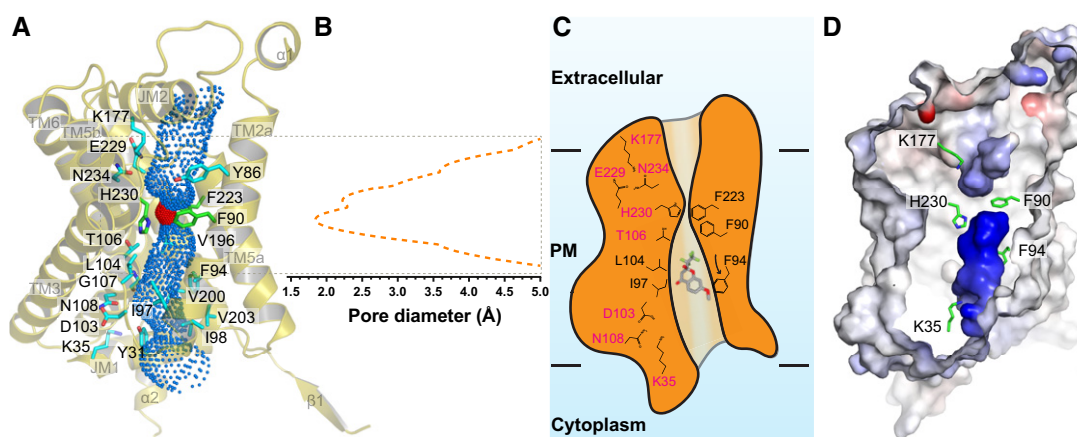 A
B
C
D
α1
JM2
TM6
TM5b
TM2a
K177
E229
N234
H230
Y86
F223
F90
V196
T106
TM5a
L104
G107
F94
TM3
V200
N108
I97
V203
D103
I98
K35
Y31
JM1
α2
β1
1.5 2.0 2.5 3.0 3.5 4.0 4.5 5.0
Pore diameter (Å)
Extracellular
K177
E229
N234
H230
F223
F90
T106
PM
L104
F94
I97
D103
N108
K35
Cytoplasm
K177
H230
F90
F94
K35